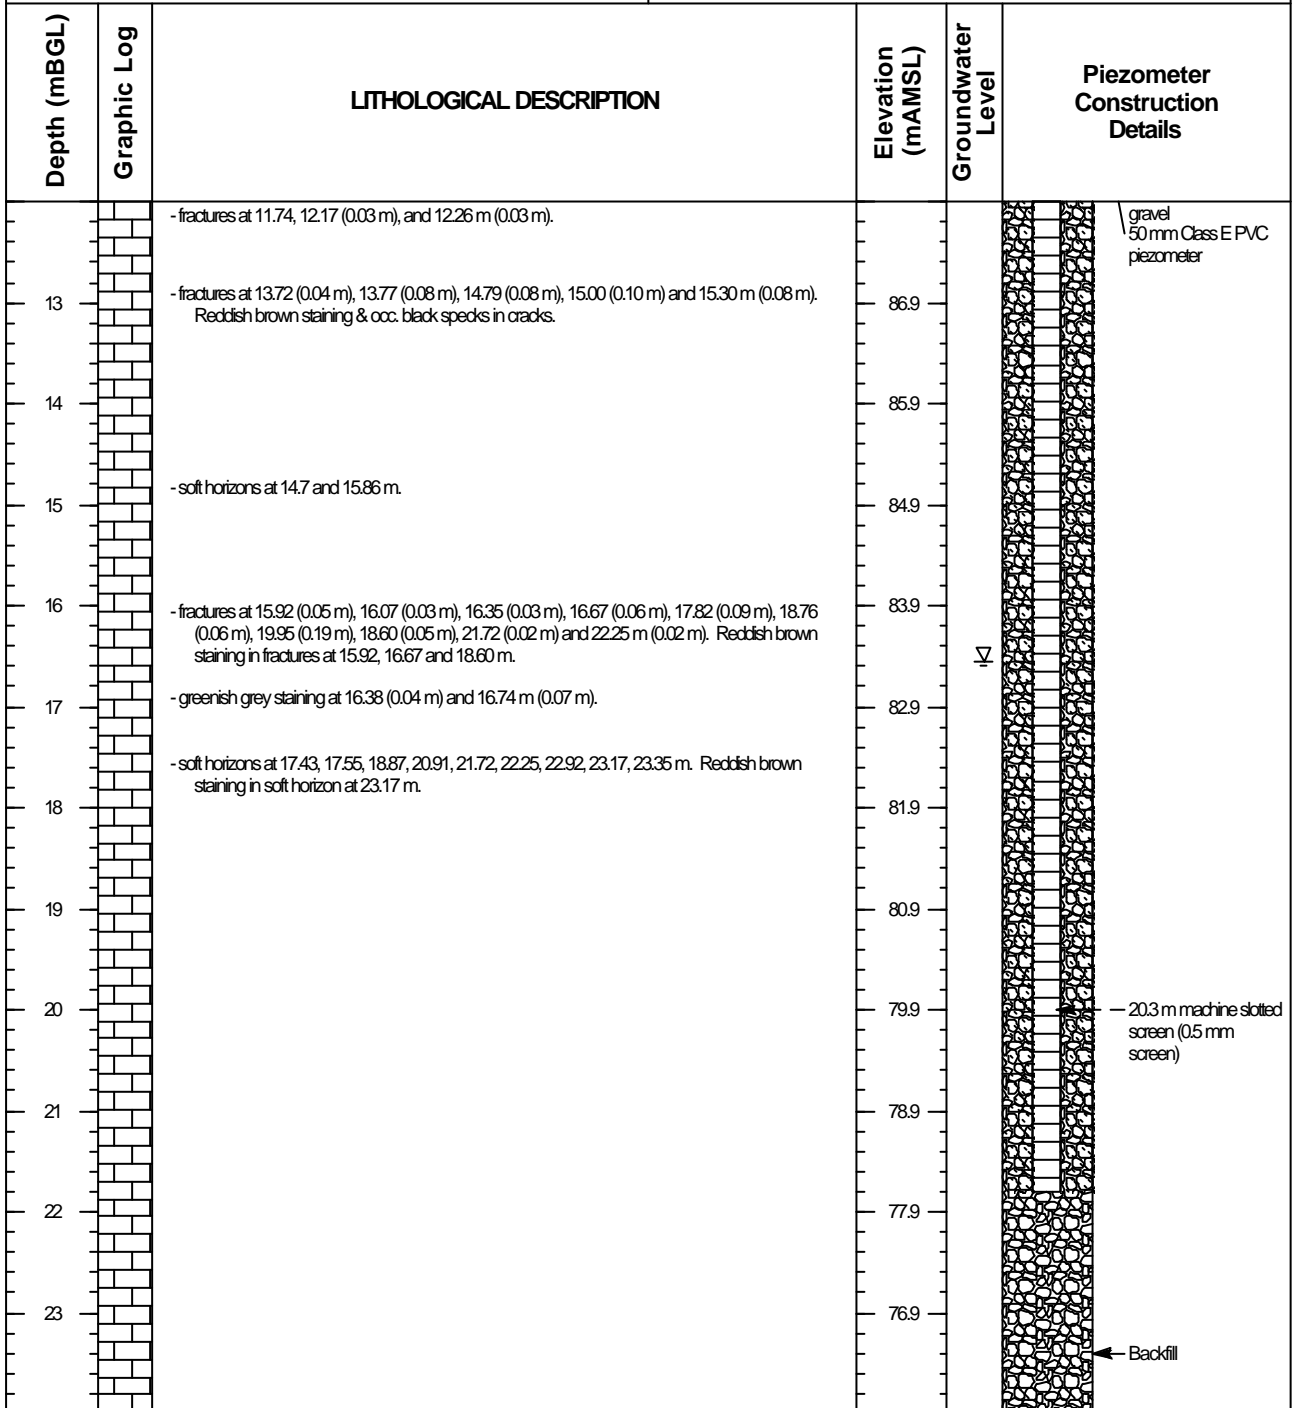 Depth (mBGL)
Graphic Log
LITHOLOGICAL DESCRIPTION
Elevation
(mAMSL)
Groundwater
Level
Piezometer
Construction
Details
- fractures at 11.74, 12.17 (0.03 m), and 12.26 m (0.03 m).
gravel
50 mm Class E PVC
piezometer
- fractures at 13.72 (0.04 m), 13.77 (0.08 m), 14.79 (0.08 m), 15.00 (0.10 m) and 15.30 m (0.08 m).
Reddish brown staining & occ. black specks in cracks.
13
86.9
14
85.9
- soft horizons at 14.7 and 15.86 m.
15
84.9
16
83.9
- fractures at 15.92 (0.05 m), 16.07 (0.03 m), 16.35 (0.03 m), 16.67 (0.06 m), 17.82 (0.09 m), 18.76
(0.06 m), 19.95 (0.19 m), 18.60 (0.05 m), 21.72 (0.02 m) and 22.25 m (0.02 m). Reddish brown
staining in fractures at 15.92, 16.67 and 18.60 m.
- greenish grey staining at 16.38 (0.04 m) and 16.74 m (0.07 m).
17
82.9
- soft horizons at 17.43, 17.55, 18.87, 20.91, 21.72, 22.25, 22.92, 23.17, 23.35 m. Reddish brown
staining in soft horizon at 23.17 m.
18
81.9
19
80.9
20
79.9
20.3 m machine slotted
screen (0.5 mm
screen)
21
78.9
22
77.9
23
76.9
Backfill